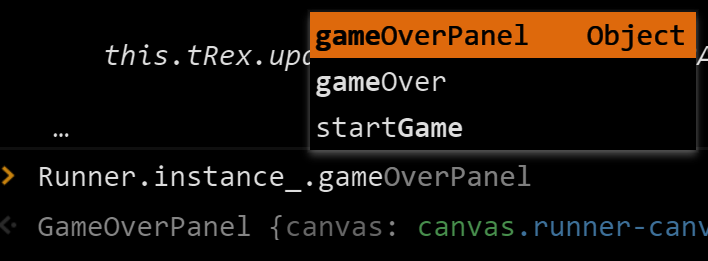 gameOverPanel Object
this.tRex.upd
gameOver
startGame
…
Runner.instance_.gameOverPanel
GameOverPanel {canvas: canvas.runner-canv